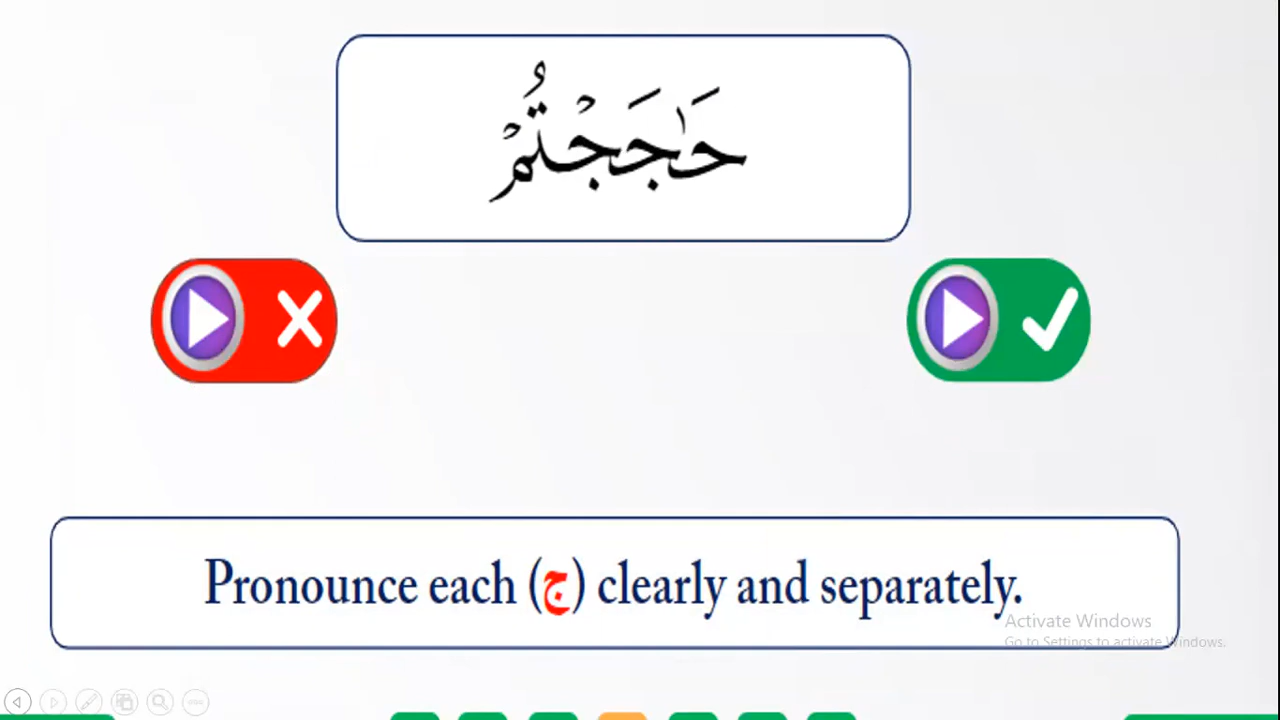 حَـٰجَجْتُمْ
Pronounce each (ج) clearly and separately.
Activate Windows
Go to Settings to activate Windows.